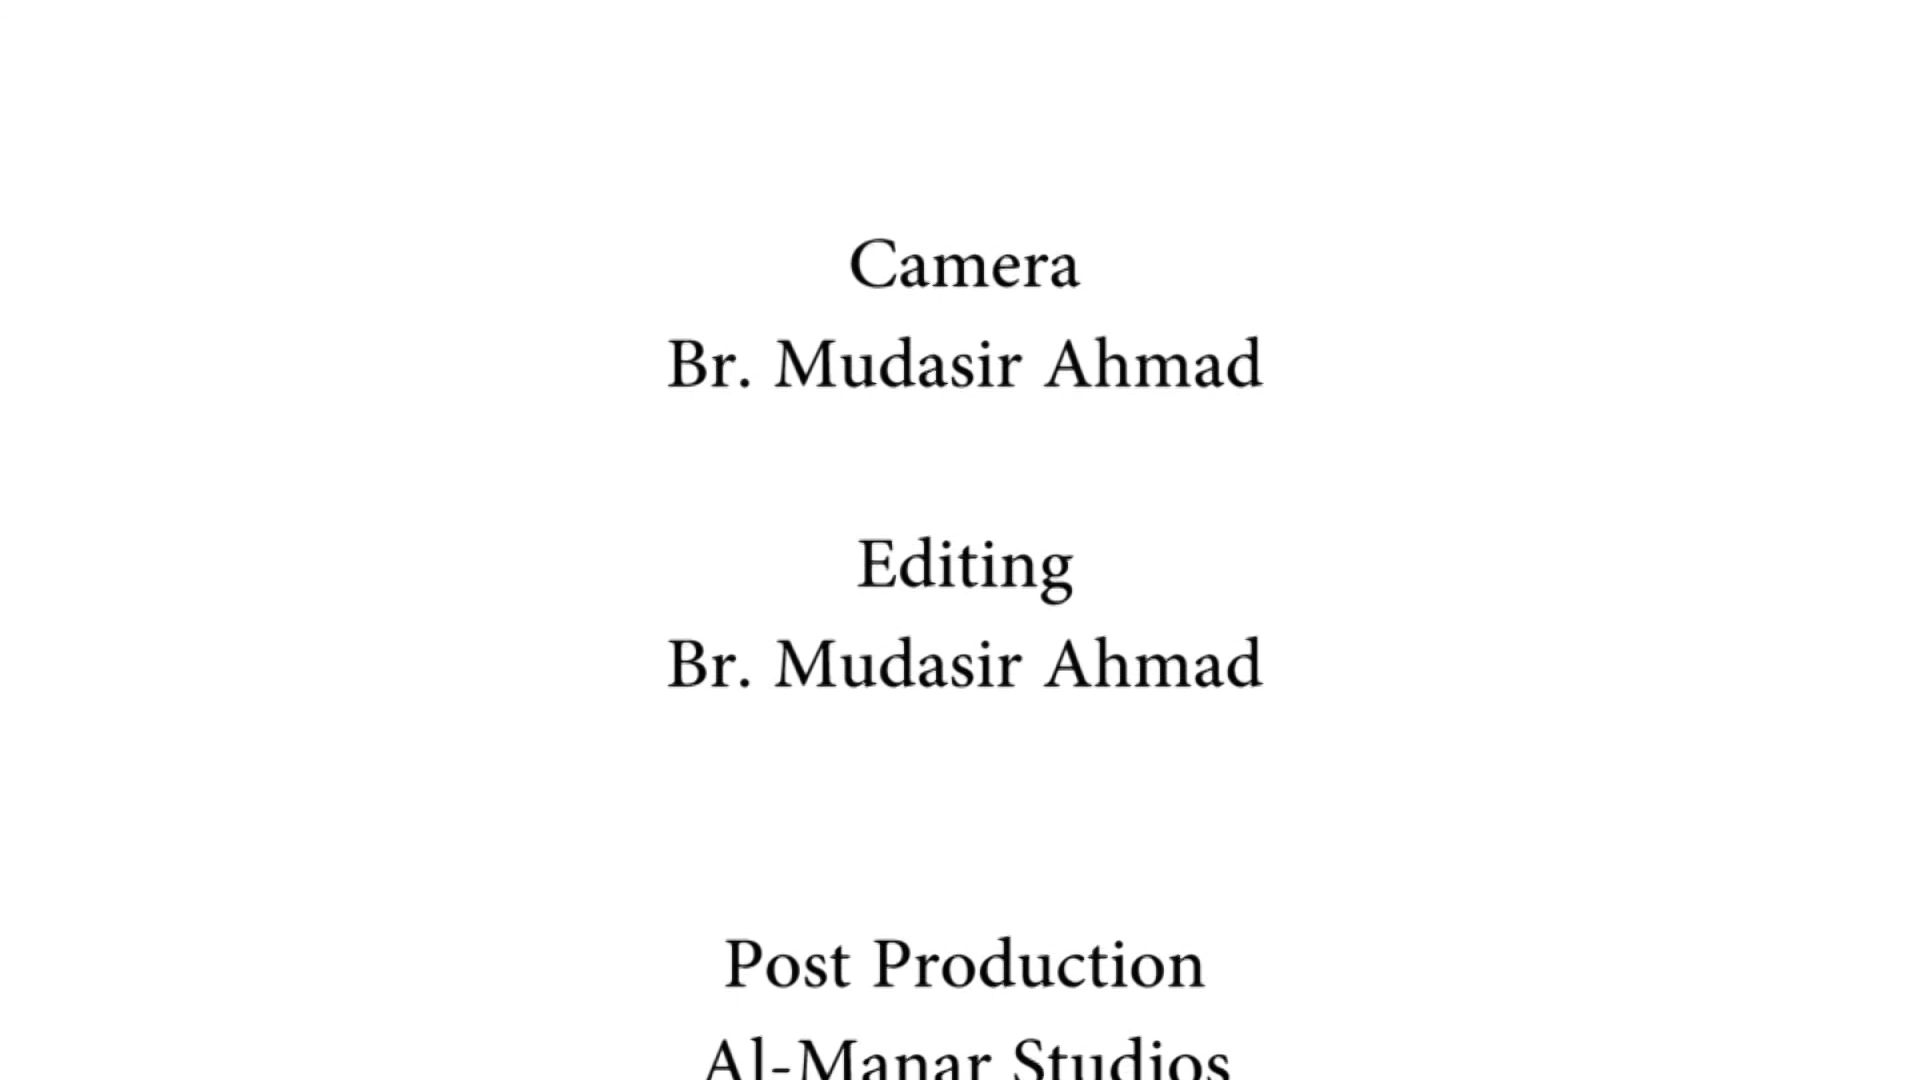 Camera
Br. Mudasir Ahmad
Editing
Br. Mudasir Ahmad
Post Production
Al-Manar Studios